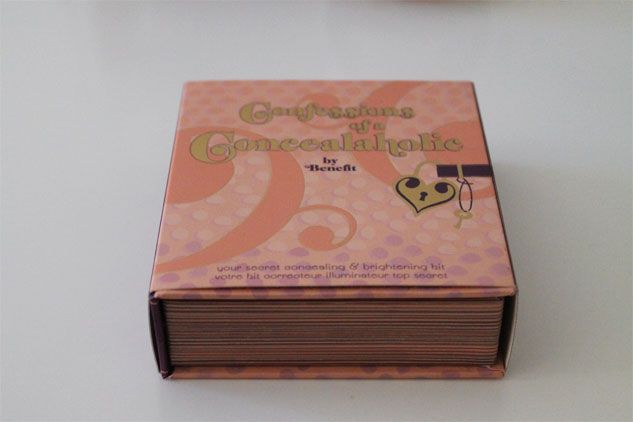 Confessions
of a
Concealaholic
by
Benefit
your secret concealing & brightening kit
votre kit correcteur illuminateur top secret